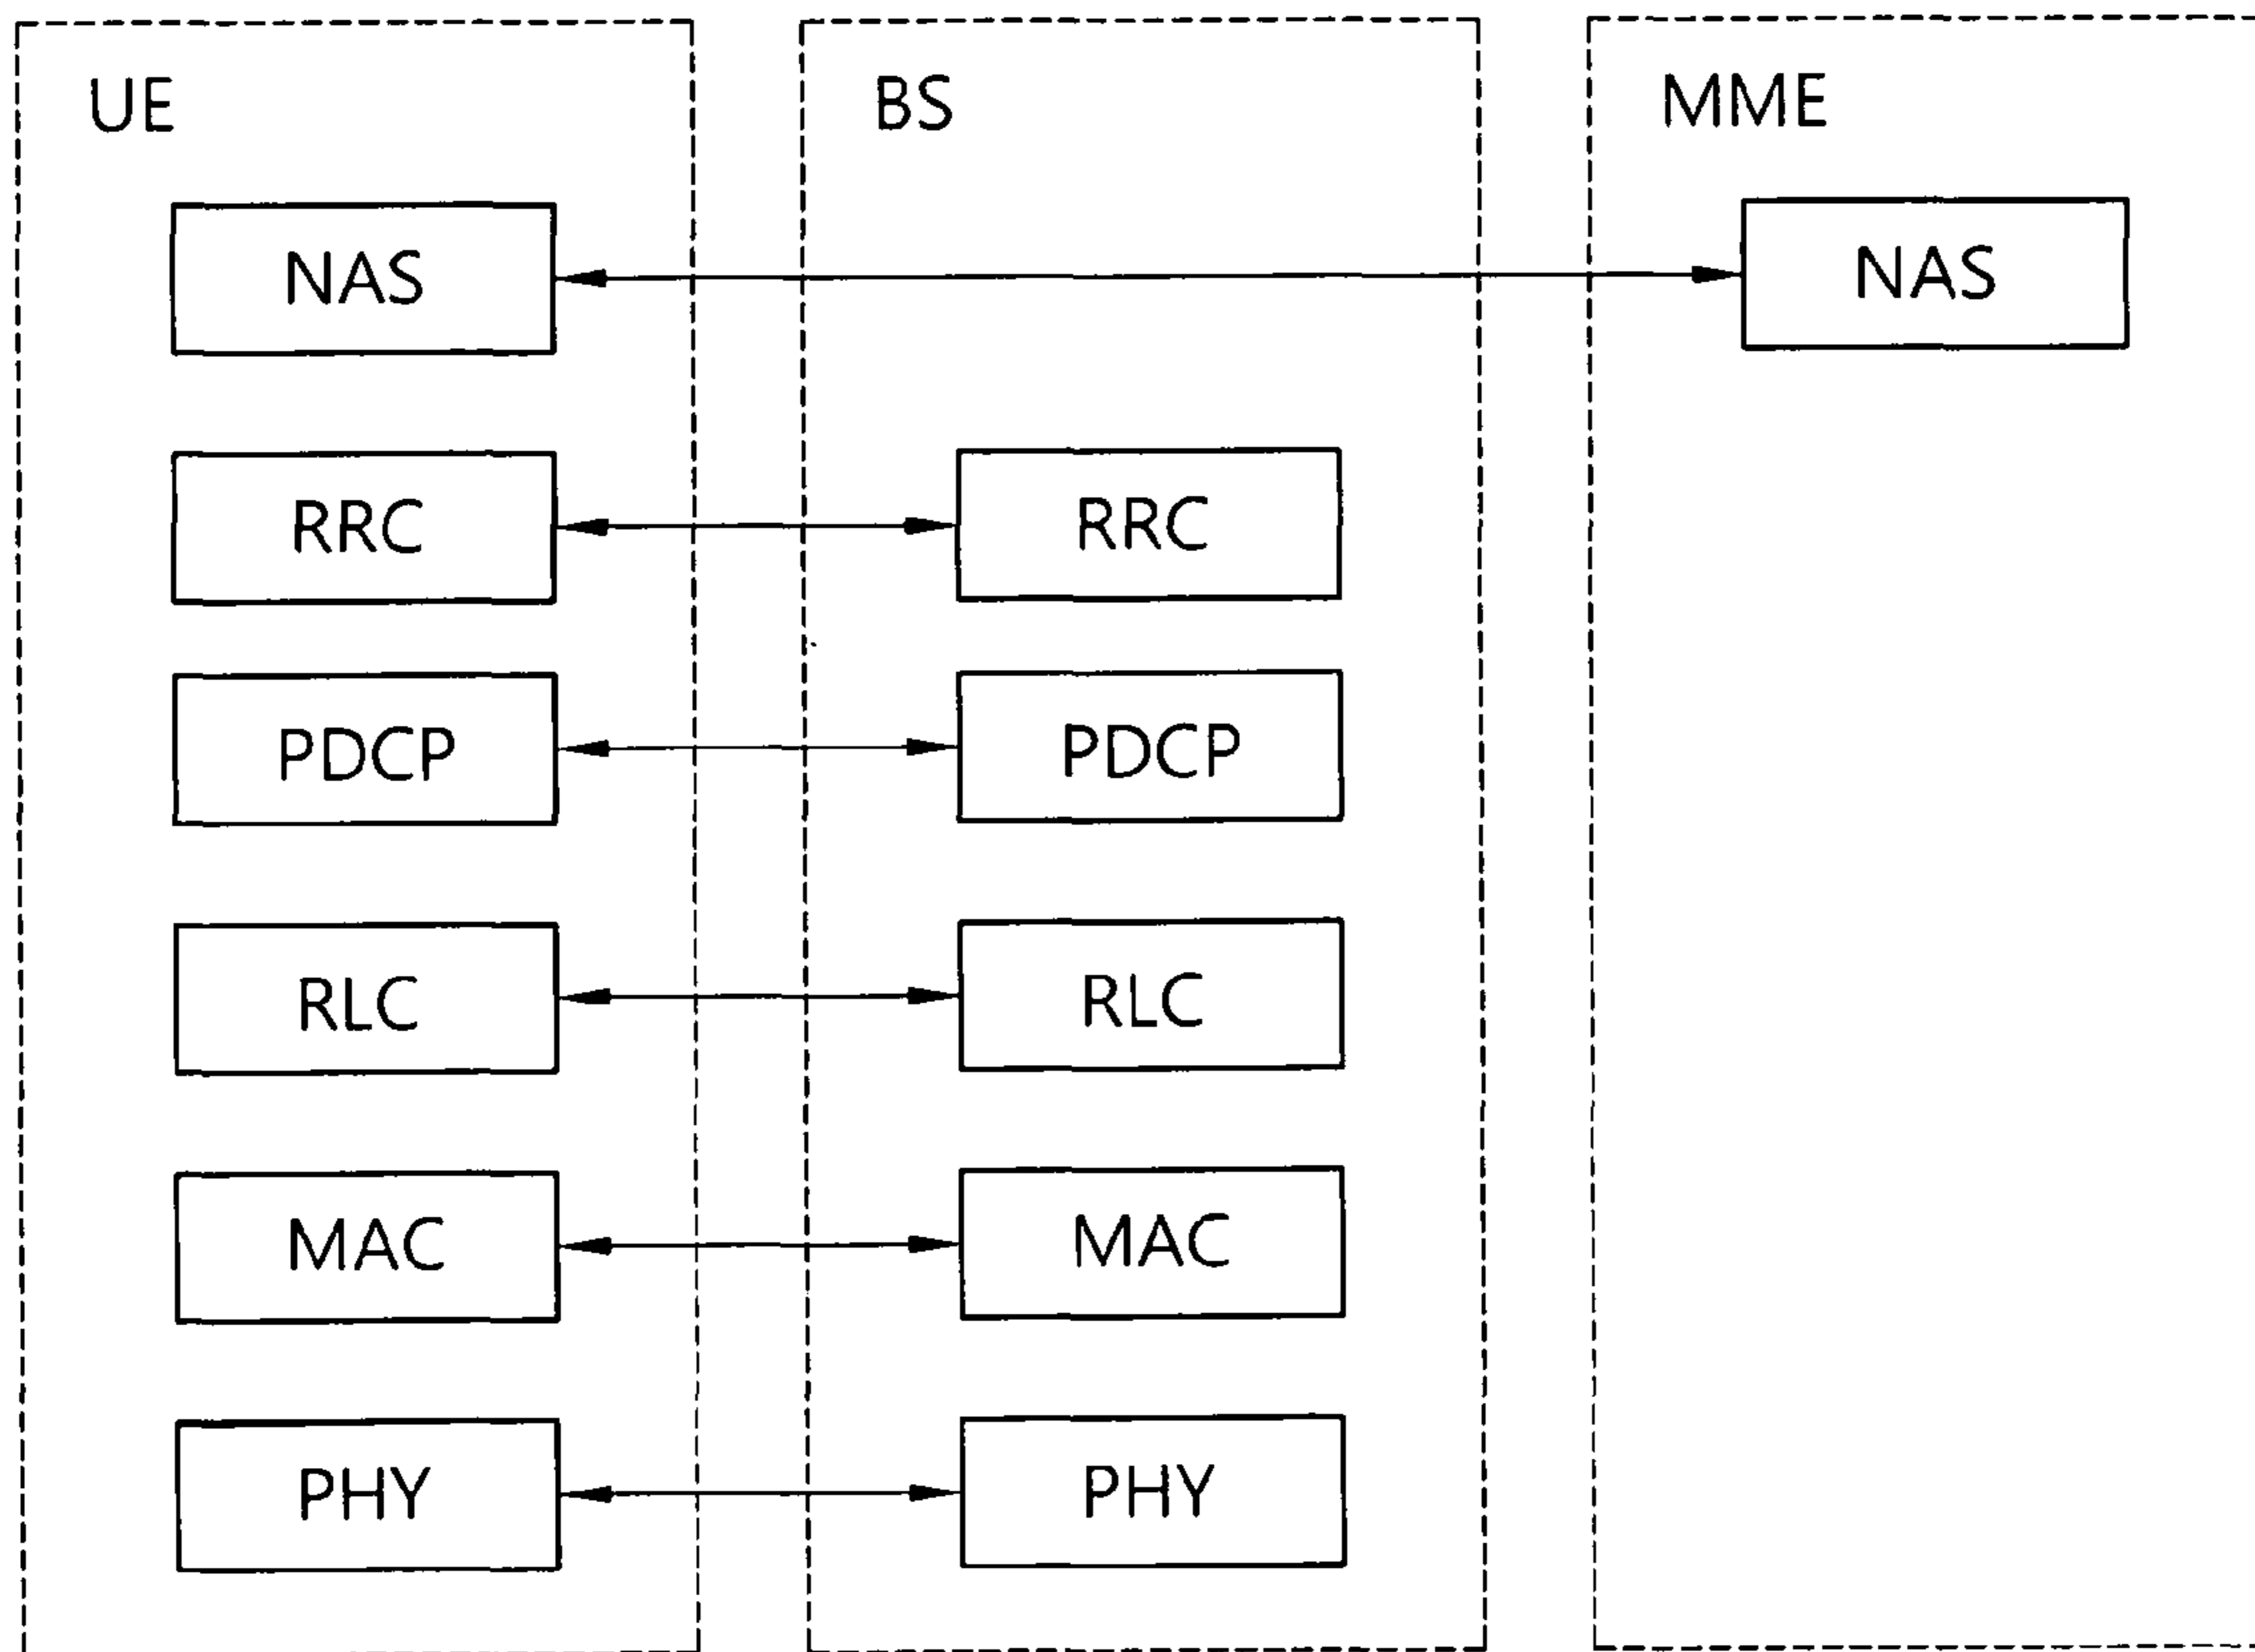 UE
BS
MME
NAS
NAS
RRC
RRC
PDCP
PDCP
RLC
RLC
MAC
MAC
PHY
PHY